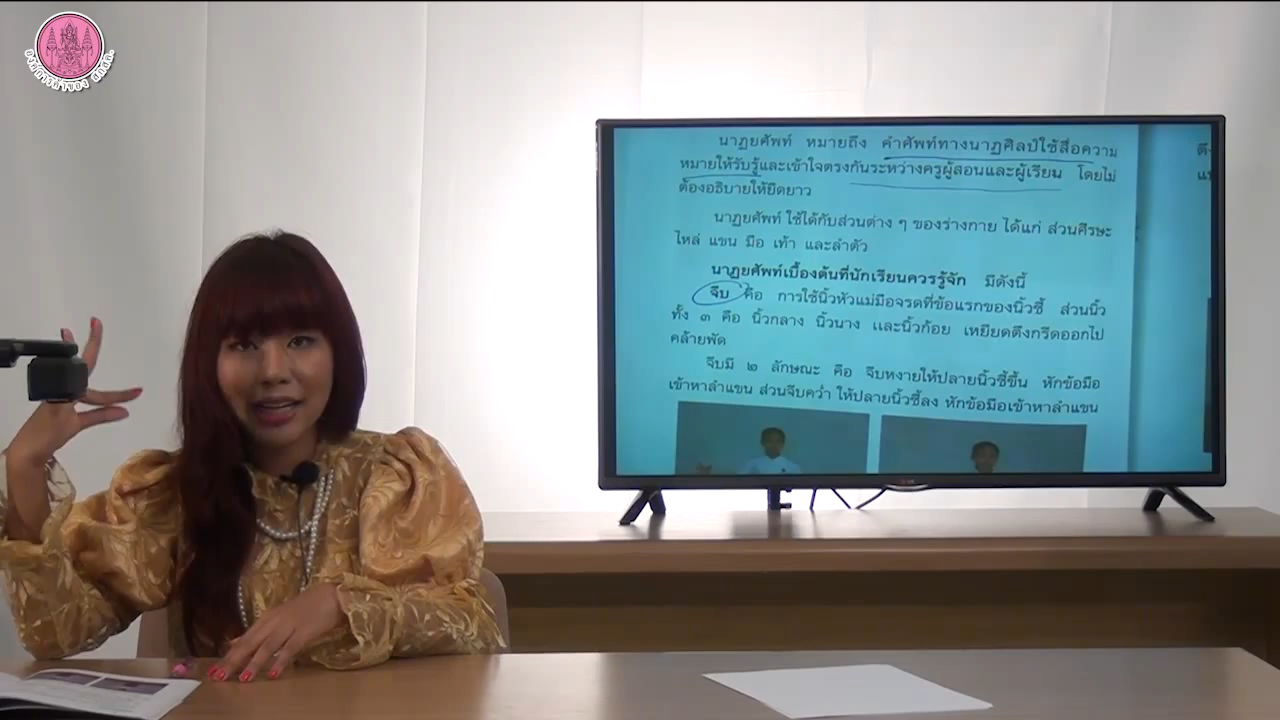 องค์การค้าของ สกสค.
นาฏยศัพท์ หมายถึง คำศัพท์ทางนาฏศิลป์ใช้สื่อความ
หมายให้รับรู้และเข้าใจตรงกันระหว่างครูผู้สอนและผู้เรียน โดยไม่
ต้องอธิบายให้ยืดยาว
นาฏยศัพท์ ใช้ได้กับส่วนต่าง ๆ ของร่างกาย ได้แก่ ส่วนศีรษะ
ไหล่ แขน มือ เท้า และลำตัว
นาฏยศัพท์เบื้องต้นที่นักเรียนควรรู้จัก มีดังนี้
จีบ คือ การใช้นิ้วหัวแม่มือจรดที่ข้อแรกของนิ้วชี้ ส่วนนิ้ว
ทั้ง ๓ คือ นิ้วกลาง นิ้วนาง และนิ้วก้อย เหยียดตึงกรีดออกไป
คล้ายพัด
จีบมี ๒ ลักษณะ คือ จีบหงายให้ปลายนิ้วชี้ขึ้น หักข้อมือ
เข้าหาลำแขน ส่วนจีบคว่ำ ให้ปลายนิ้วชี้ลง หักข้อมือเข้าหาลำแขน